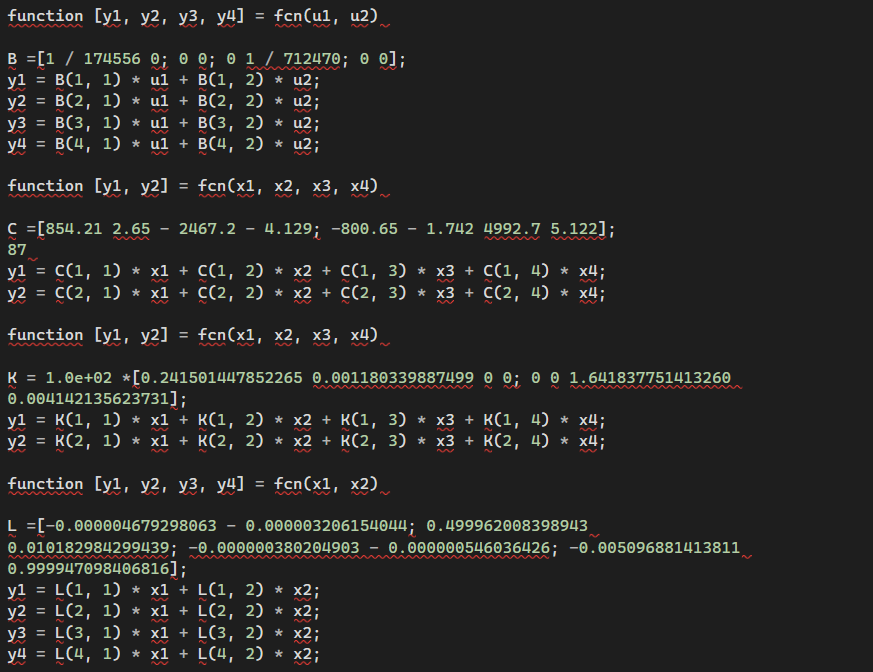 function [y1, y2, y3, y4] = fcn(u1, u2)
B =[1 / 174556 0; 0 0; 0 1 / 712470; 0 0];
y1 = B(1, 1) * u1 + B(1, 2) * u2;
y2 = B(2, 1) * u1 + B(2, 2) * u2;
y3 = B(3, 1) * u1 + B(3, 2) * u2;
y4 = B(4, 1) * u1 + B(4, 2) * u2;
function [y1, y2] = fcn(x1, x2, x3, x4)
C =[854.21 2.65 - 2467.2 - 4.129; -800.65 - 1.742 4992.7 5.122];
87
y1 = C(1, 1) * x1 + C(1, 2) * x2 + C(1, 3) * x3 + C(1, 4) * x4;
y2 = C(2, 1) * x1 + C(2, 2) * x2 + C(2, 3) * x3 + C(2, 4) * x4;
function [y1, y2] = fcn(x1, x2, x3, x4)
K = 1.0e+02 *[0.241501447852265 0.001180339887499 0 0; 0 0 1.641837751413260
0.004142135623731];
y1 = K(1, 1) * x1 + K(1, 2) * x2 + K(1, 3) * x3 + K(1, 4) * x4;
y2 = K(2, 1) * x1 + K(2, 2) * x2 + K(2, 3) * x3 + K(2, 4) * x4;
function [y1, y2, y3, y4] = fcn(x1, x2)
L =[-0.000004679298063 - 0.000003206154044; 0.499962008398943
0.010182984299439; -0.000000380204903 - 0.000000546036426; -0.005096881413811
0.999947098406816];
y1 = L(1, 1) * x1 + L(1, 2) * x2;
y2 = L(2, 1) * x1 + L(2, 2) * x2;
y3 = L(3, 1) * x1 + L(3, 2) * x2;
y4 = L(4, 1) * x1 + L(4, 2) * x2;